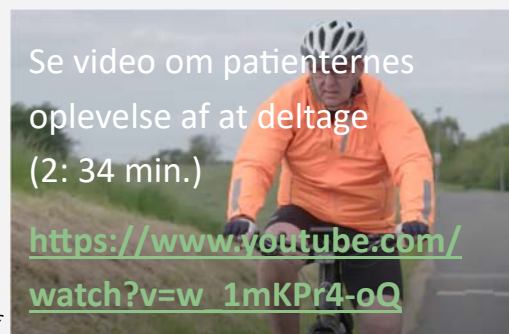 Se video om patienternes
oplevelse af at deltage
(2: 34 min.)
https://www.youtube.com/
watch?v=w_1mKPr4-oQ